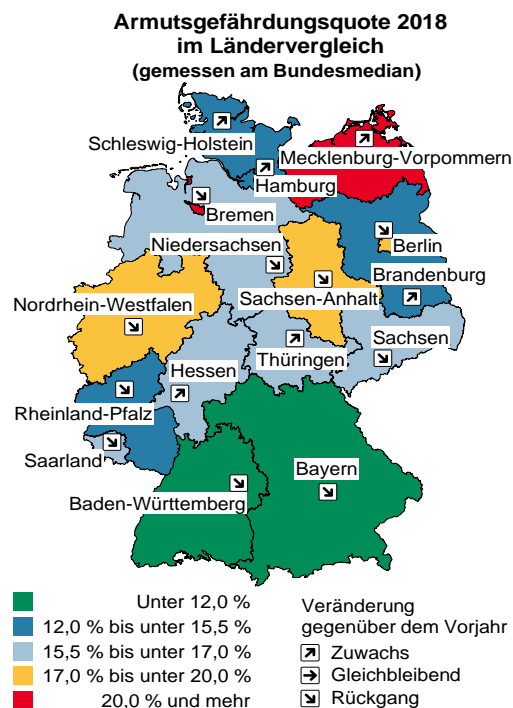 Armutsgefährdungsquote 2018
im Ländervergleich
(gemessen am Bundesmedian)
Schleswig-Holstein
Mecklenburg-Vorpommern
Hamburg
Bremen
Niedersachsen
Berlin
Brandenburg
Nordrhein-Westfalen
Sachsen-Anhalt
Sachsen
Hessen
Thüringen
Rheinland-Pfalz
Saarland
Bayern
Baden-Württemberg
Unter 12,0 %
12,0 % bis unter 15,5 %
15,5 % bis unter 17,0 %
17,0 % bis unter 20,0 %
20,0 % und mehr
Veränderung
gegenüber dem Vorjahr
Zuwachs
Gleichbleibend
Rückgang